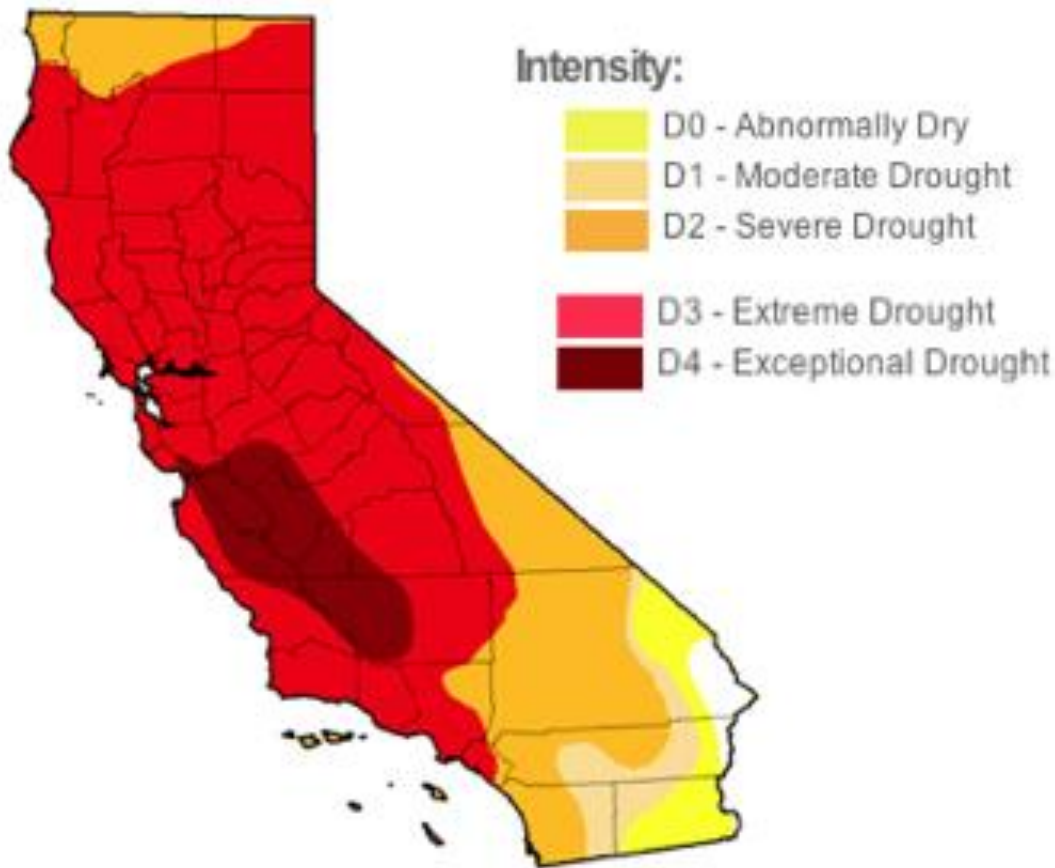 Intensity:
D0 - Abnormally Dry
D1 - Moderate Drought
D2 - Severe Drought
D3 - Extreme Drought
D4 - Exceptional Drought